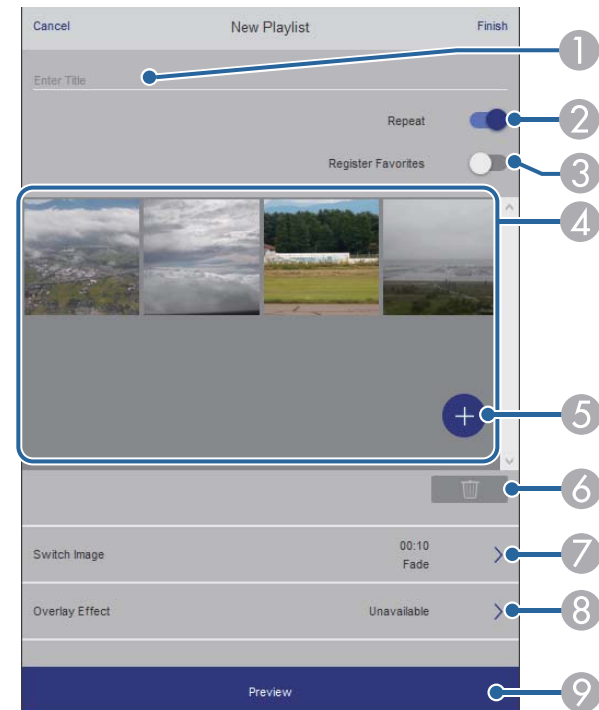 Cancel New Playlist Finish
1
Enter Title
Repeat
2
Register Favorites
3
4
+
5
6
Switch Image
00:10
Fade
7
Overlay Effect Unavailable
8
Preview
9